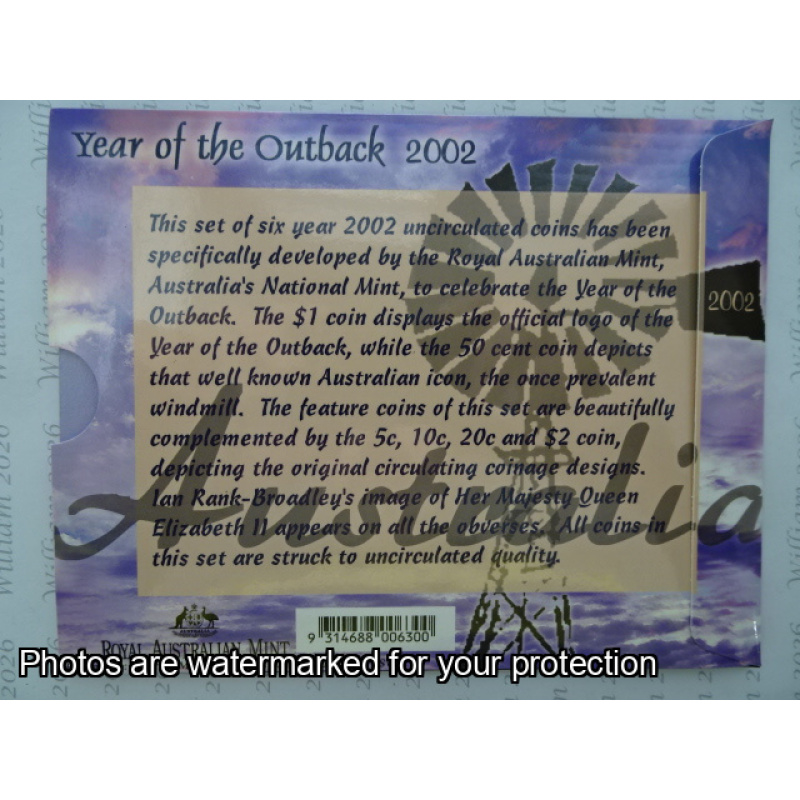 Year of the Outback 2002
This set of six year 2002 uncirculated coins has been
specifically developed by the Royal Australian Mint,
Australia's National Mint, to celebrate the Year of the
Outback. The $1 coin displays the official logo of the
Year of the Outback, while the 50 cent coin depicts
that well known Australian icon, the once prevalent
windmill. The feature coins of this set are beautifully
complemented by the 5c, 10c, 20c and $2 coin,
depicting the original circulating coinage designs.
Ian Rank-Broadley's image of Her Majesty Queen
Elizabeth II appears on all the obverses. All coins in
this set are struck to uncirculated quality.
2002
Australia
9 314688 006300
ROYAL AUSTRALIAN MINT
Photos are watermarked for your protection
William 2026